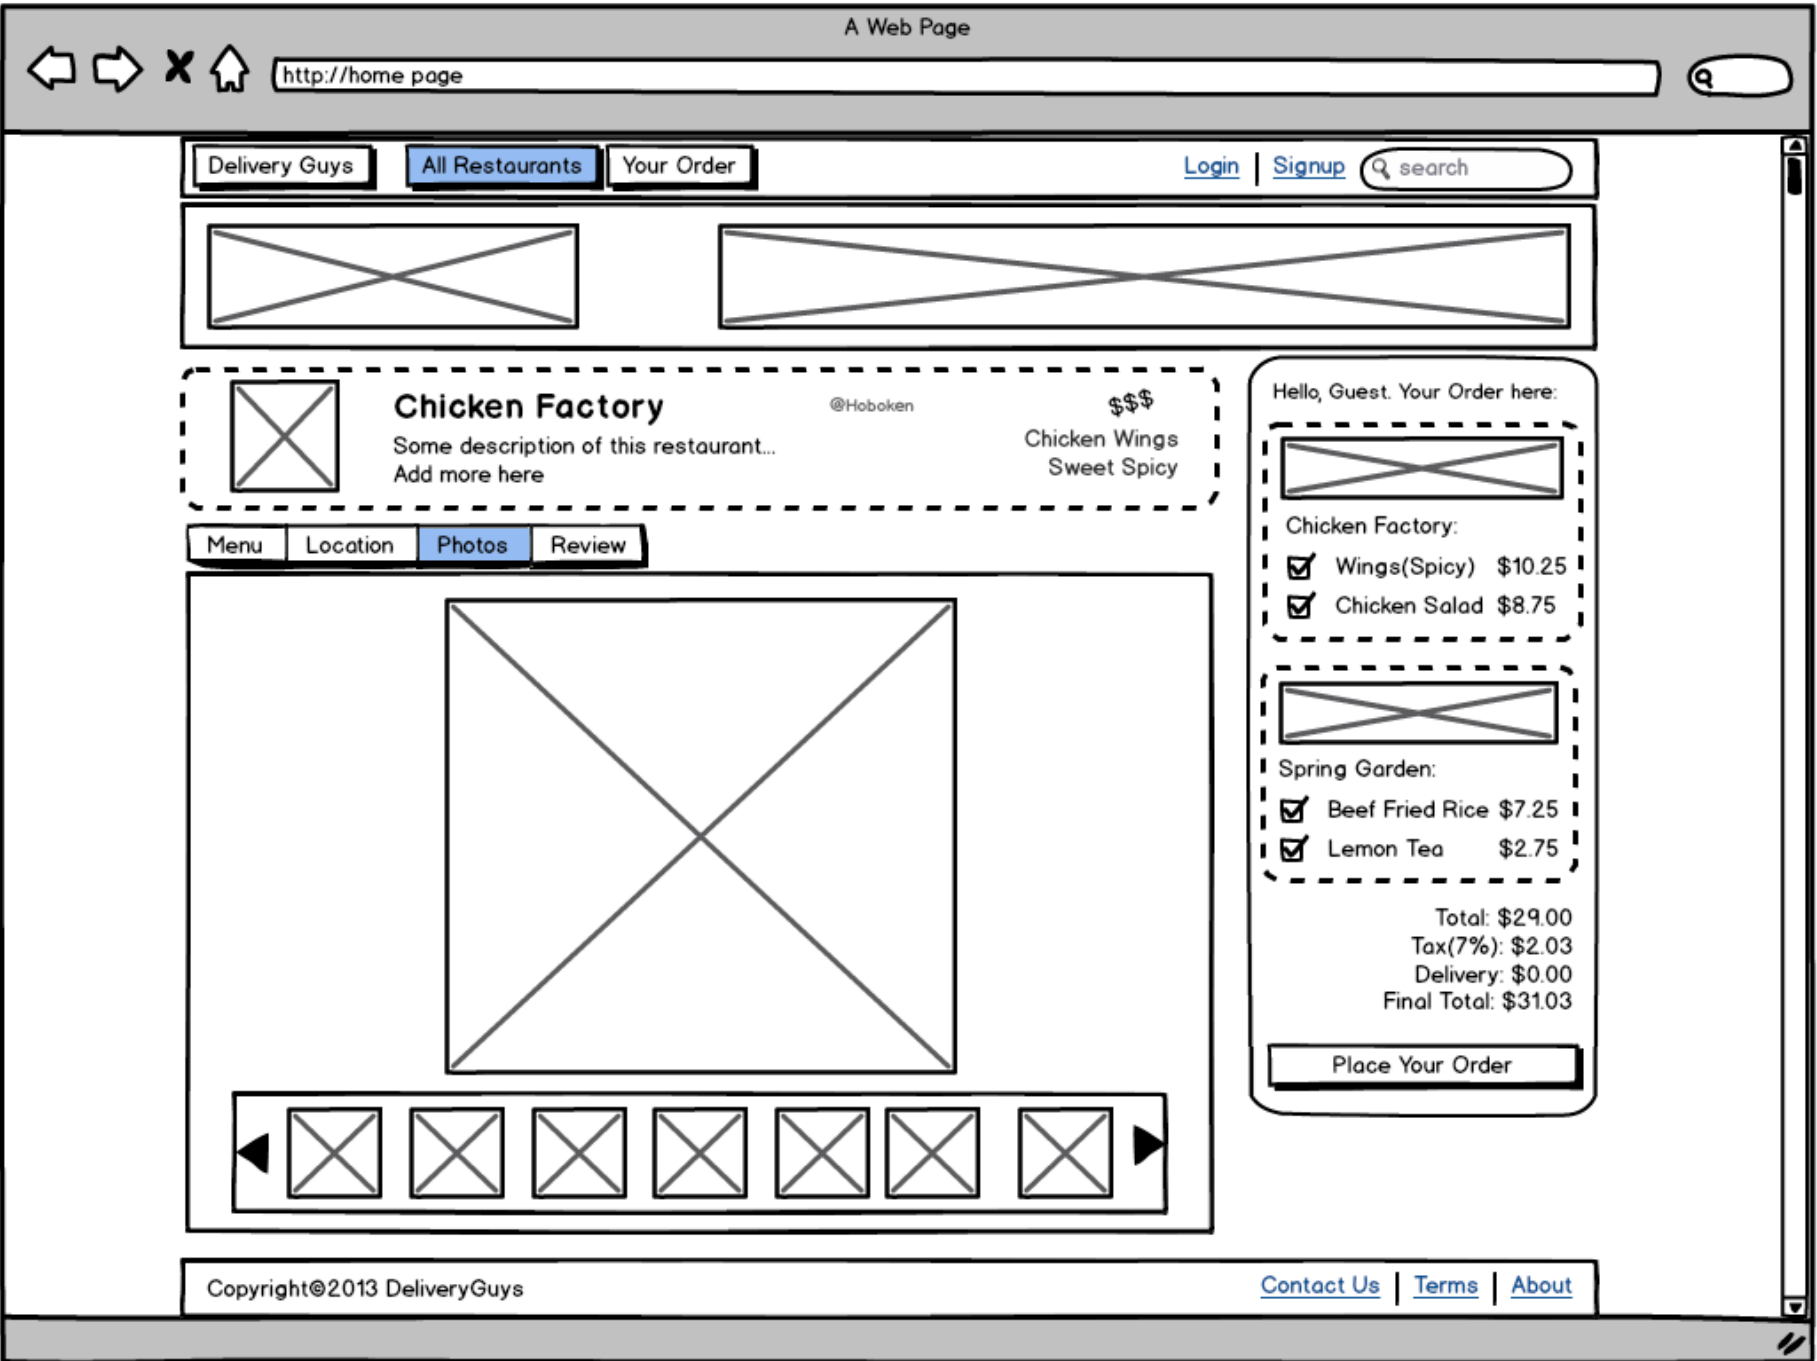 A Web Page
http://home page
Delivery Guys All Restaurants Your Order Login Signup search
Chicken Factory @Hoboken $$$
Some description of this restaurant... Chicken Wings
Add more here Sweet Spicy
Menu Location Photos Review
Hello, Guest. Your Order here:
Chicken Factory:
Wings(Spicy) $10.25
Chicken Salad $8.75
Spring Garden:
Beef Fried Rice $7.25
Lemon Tea $2.75
Total: $29.00
Tax(7%): $2.03
Delivery: $0.00
Final Total: $31.03
Place Your Order
Copyright©2013 DeliveryGuys Contact Us Terms About